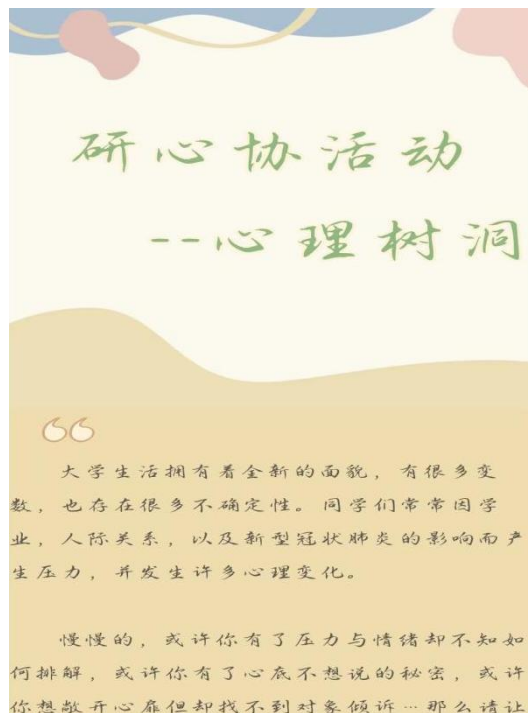 研心协活动
--心理树洞
大学生活拥有着全新的面貌，有很多变
数，也存在很多不确定性。同学们常常因学
业，人际关系，以及新型冠状肺炎的影响而产
生压力，并发生许多心理变化。
慢慢的，或许你有了压力与情绪却不知如
何排解，或许你有了心底不想说的秘密，或许
你想敞开心扉但却找不到对象倾诉…那么请让